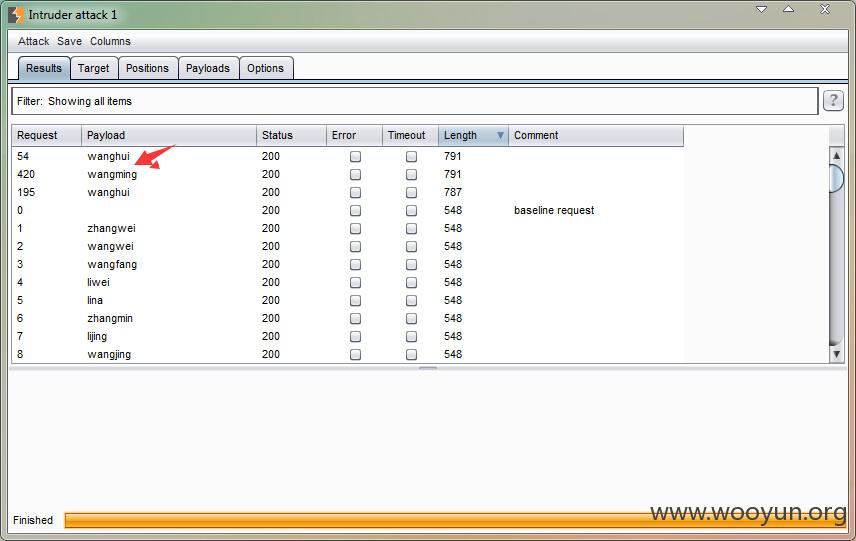 Intruder attack 1
Attack Save Columns
Results Target Positions Payloads Options
Filter: Showing all items ?
Request Payload Status Error Timeout Length Comment
54 wanghui 200 791
420 wangming 200 791
195 wanghui 200 787
0 200 548 baseline request
1 zhangwei 200 548
2 wangwei 200 548
3 wangfang 200 548
4 liwei 200 548
5 lina 200 548
6 zhangmin 200 548
7 lijing 200 548
8 wangjing 200 548
Finished
www.wooyun.org